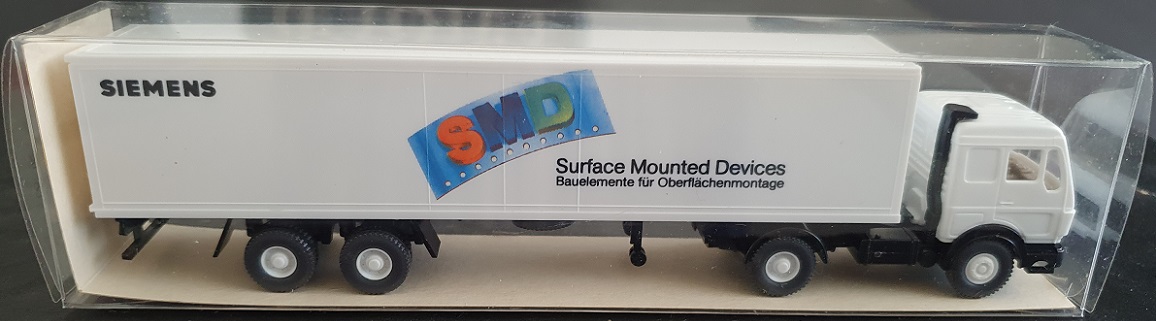 SIEMENS
SMD
Surface Mounted Devices
Bauelemente für Oberflächenmontage